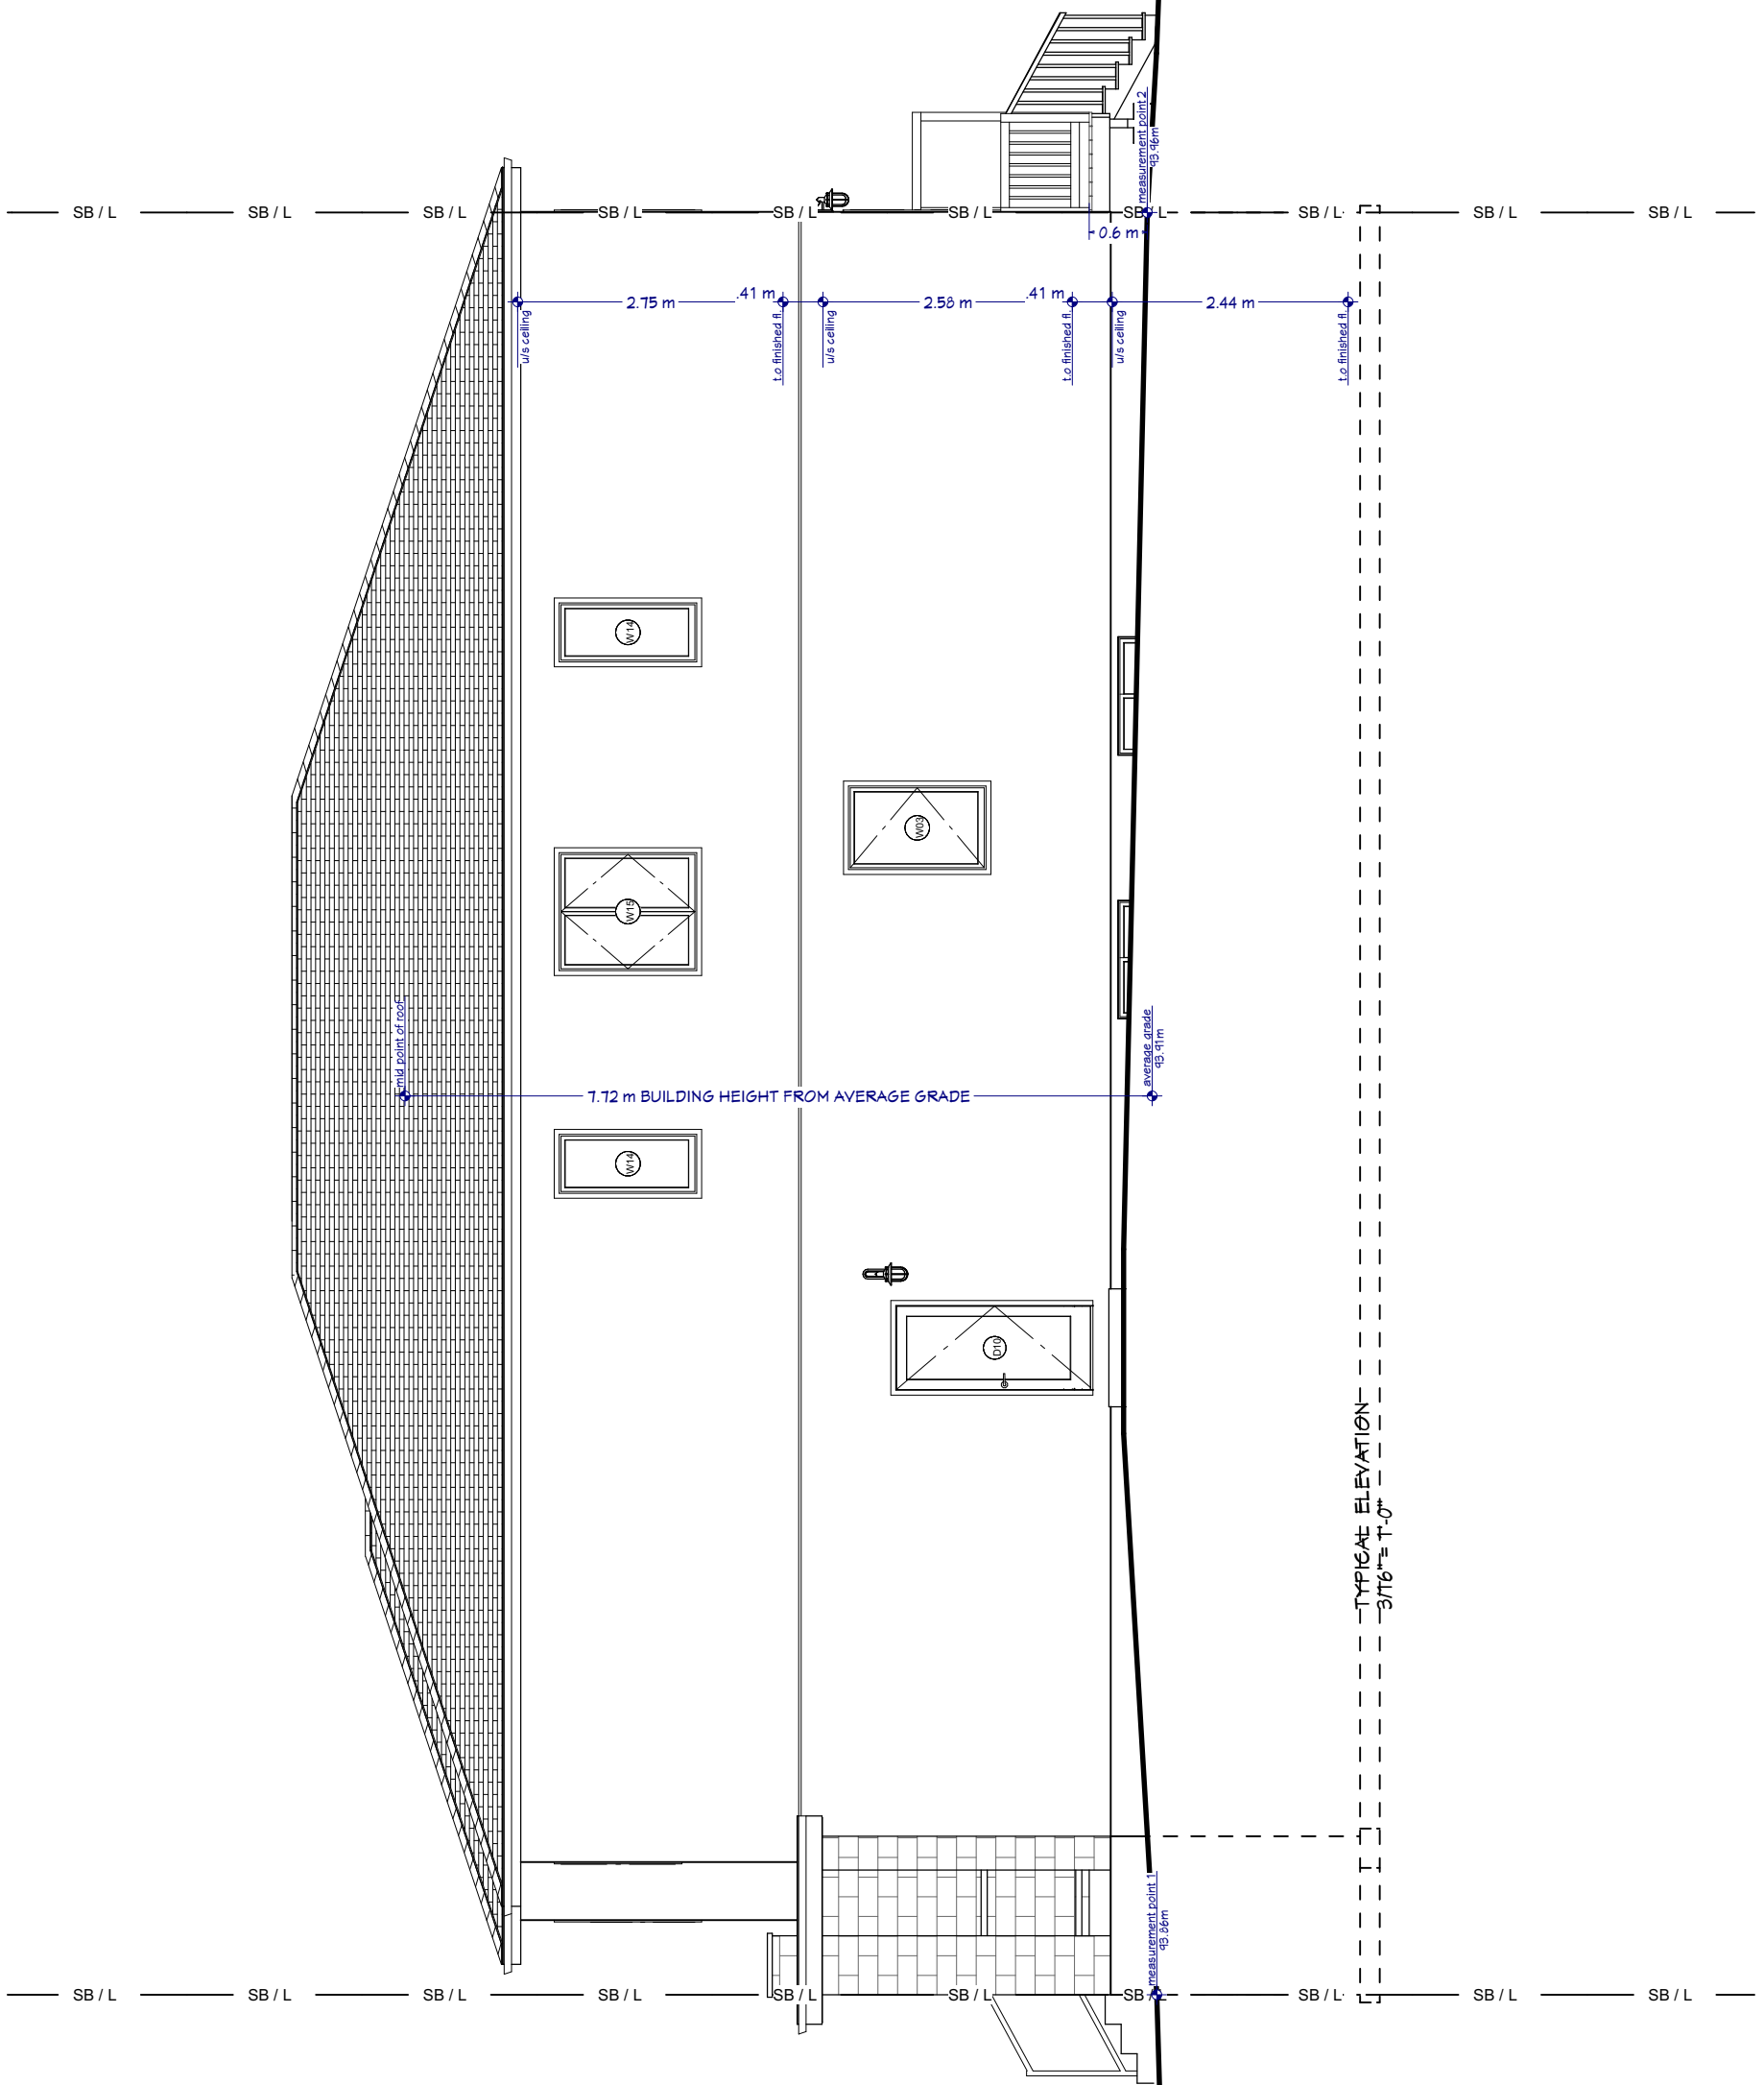 SB / L SB / L SB / L SB / L SB / L SB / L SB / L SB / L SB / L SB / L
measurement point 2
93.96m
0.6 m
2.75 m
.41 m
2.58 m
.41 m
2.44 m
u/s ceiling
t.o finished fl.
u/s ceiling
t.o finished fl.
u/s ceiling
t.o finished fl.
W14
W03
W15
mid point of roof
average grade
93.91m
7.72 m BUILDING HEIGHT FROM AVERAGE GRADE
W14
D10
TYPICAL ELEVATION
3/16" = 1'-0"
measurement point 1
93.86m
SB / L SB / L SB / L SB / L SB / L SB / L SB / L SB / L SB / L SB / L